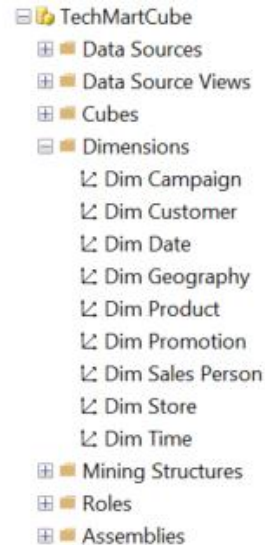 TechMartCube
Data Sources
Data Source Views
Cubes
Dimensions
Dim Campaign
Dim Customer
Dim Date
Dim Geography
Dim Product
Dim Promotion
Dim Sales Person
Dim Store
Dim Time
Mining Structures
Roles
Assemblies